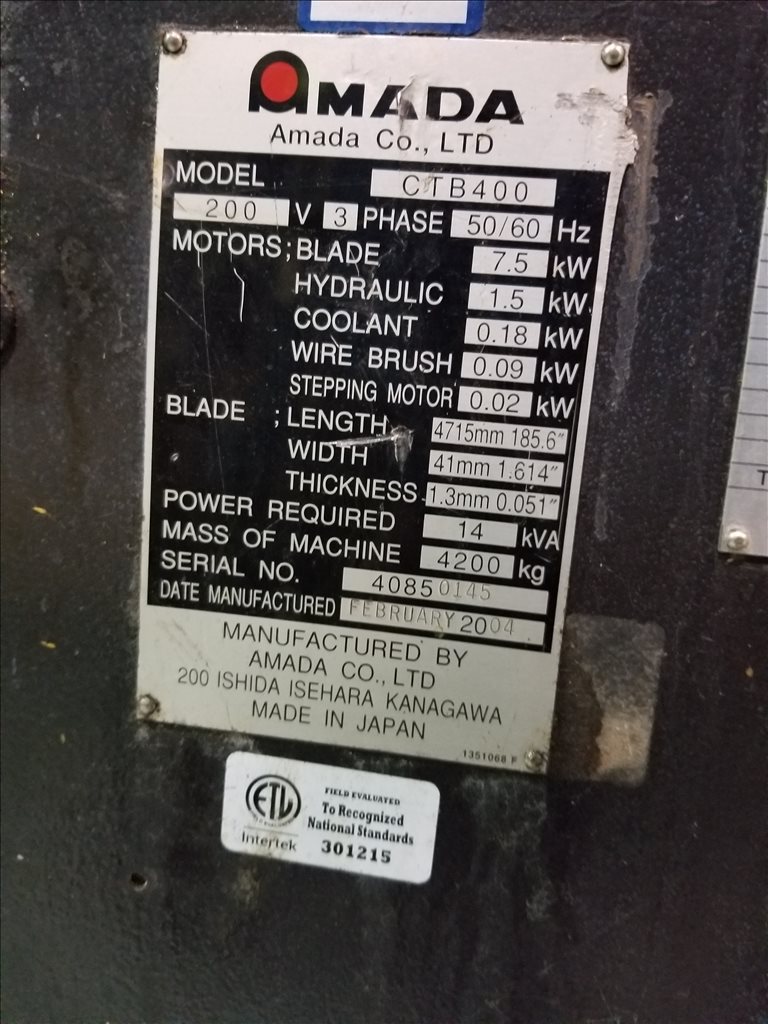 AMADA
Amada Co., LTD
MODEL CTB400
200 V 3 PHASE 50/60 Hz
MOTORS; BLADE 7.5 kW
HYDRAULIC 1.5 kW
COOLANT 0.18 kW
WIRE BRUSH 0.09 kW
STEPPING MOTOR 0.02 kW
BLADE ; LENGTH 4715mm 185.6"
WIDTH 41mm 1.614"
THICKNESS 1.3mm 0.051"
POWER REQUIRED 14 kVA
MASS OF MACHINE 4200 kg
SERIAL NO. 40850145
DATE MANUFACTURED FEBRUARY 2004
MANUFACTURED BY
AMADA CO., LTD
200 ISHIDA ISEHARA KANAGAWA
MADE IN JAPAN
1351068 F
ETL
Intertek
FIELD EVALUATED
To Recognized
National Standards
301215
T